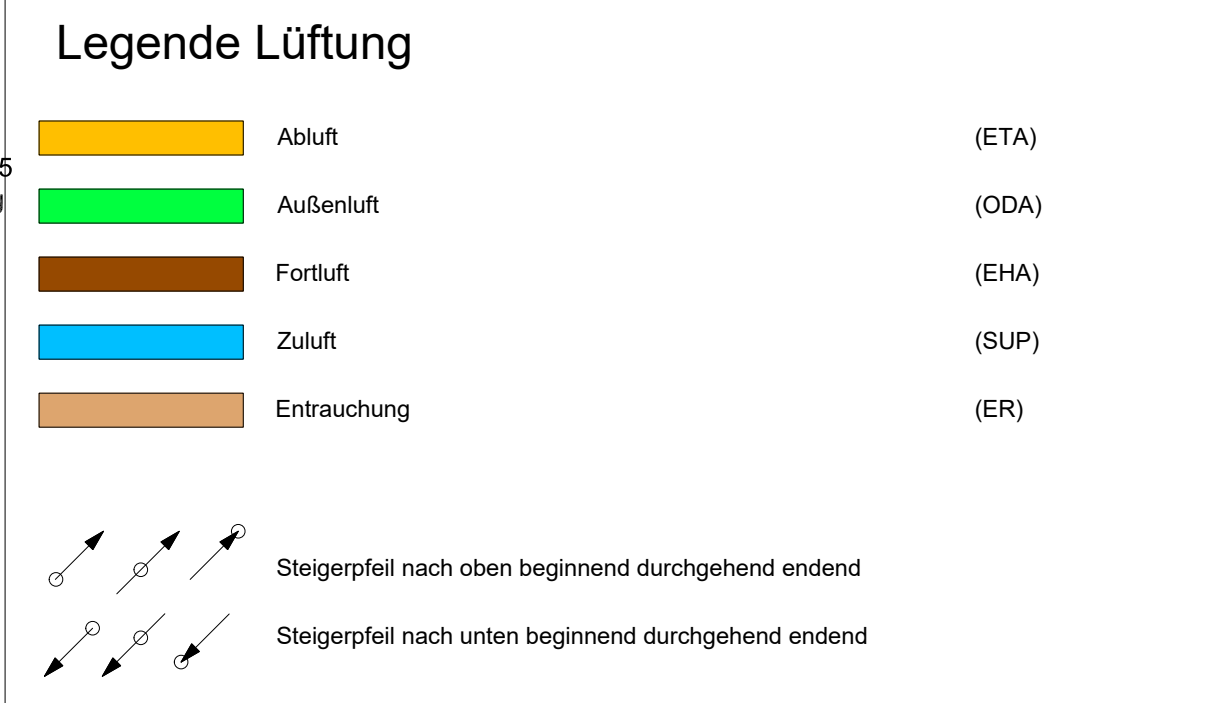 Legende Lüftung
Abluft (ETA)
5
Außenluft (ODA)
Fortluft (EHA)
Zuluft (SUP)
Entrauchung (ER)
Steigerpfeil nach oben beginnend durchgehend endend
Steigerpfeil nach unten beginnend durchgehend endend